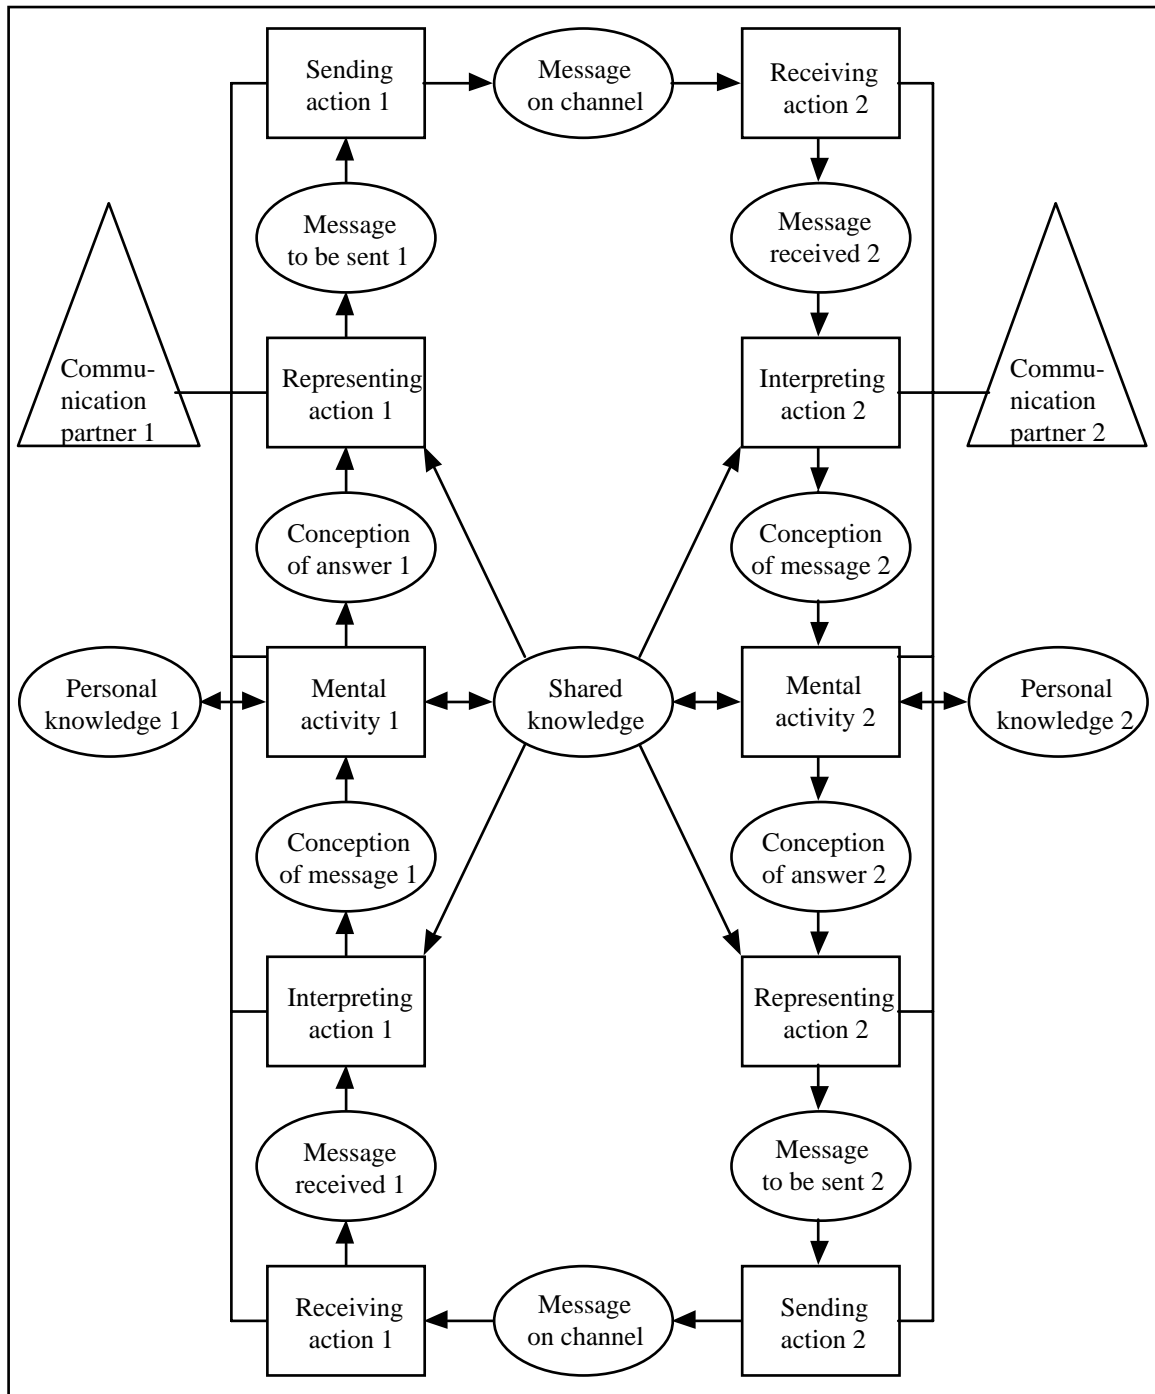 Sending
action 1
Message
on channel
Receiving
action 2
Message
to be sent 1
Message
received 2
Commu-
nication
partner 1
Representing
action 1
Interpreting
action 2
Commu-
nication
partner 2
Conception
of answer 1
Conception
of message 2
Personal
knowledge 1
Mental
activity 1
Shared
knowledge
Mental
activity 2
Personal
knowledge 2
Conception
of message 1
Conception
of answer 2
Interpreting
action 1
Representing
action 2
Message
received 1
Message
to be sent 2
Receiving
action 1
Message
on channel
Sending
action 2